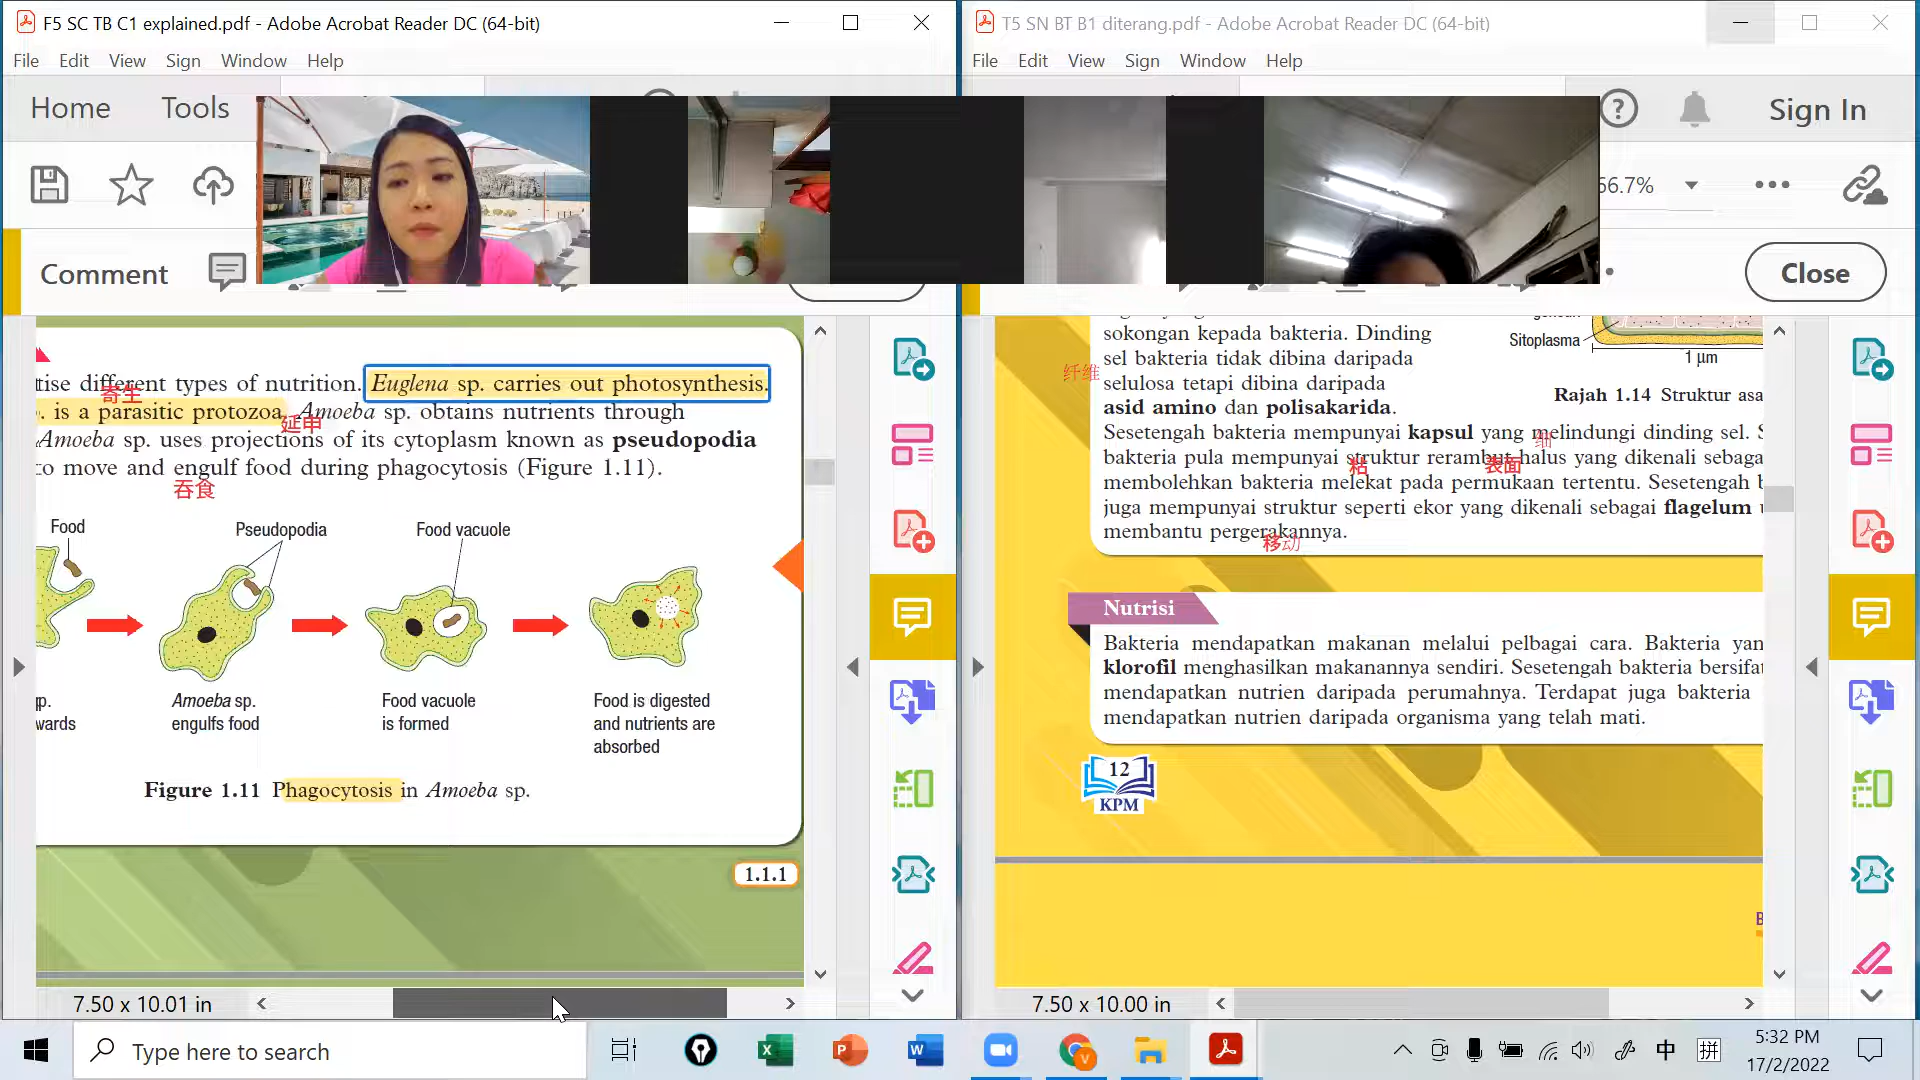 F5 SC TB C1 explained.pdf - Adobe Acrobat Reader DC (64-bit)
File Edit View Sign Window Help
Home Tools
Comment
tise different types of nutrition. Euglena sp. carries out photosynthesis.
寄生
. is a parasitic protozoa. Amoeba sp. obtains nutrients through
延申
Amoeba sp. uses projections of its cytoplasm known as pseudopodia
to move and engulf food during phagocytosis (Figure 1.11).
吞食
Food
Pseudopodia
Food vacuole
p.
wards
Amoeba sp.
engulfs food
Food vacuole
is formed
Food is digested
and nutrients are
absorbed
Figure 1.11 Phagocytosis in Amoeba sp.
1.1.1
7.50 x 10.01 in
T5 SN BT B1 diterang.pdf - Adobe Acrobat Reader DC (64-bit)
File Edit View Sign Window Help
Sign In
66.7%
Close
sokongan kepada bakteria. Dinding
sel bakteria tidak dibina daripada
纤维
selulosa tetapi dibina daripada
asid amino dan polisakarida.
Sitoplasma
1 µm
Rajah 1.14 Struktur asa
Sesetengah bakteria mempunyai kapsul yang melindungi dinding sel. S
细
bakteria pula mempunyai struktur rerambut halus yang dikenali sebaga
粘
表面
membolehkan bakteria melekat pada permukaan tertentu. Sesetengah b
juga mempunyai struktur seperti ekor yang dikenali sebagai flagelum u
membantu pergerakannya.
移动
Nutrisi
Bakteria mendapatkan makanan melalui pelbagai cara. Bakteria yan
klorofil menghasilkan makanannya sendiri. Sesetengah bakteria bersifat
mendapatkan nutrien daripada perumahnya. Terdapat juga bakteria
mendapatkan nutrien daripada organisma yang telah mati.
12
KPM
B
7.50 x 10.00 in
Type here to search
中
拼
5:32 PM
17/2/2022